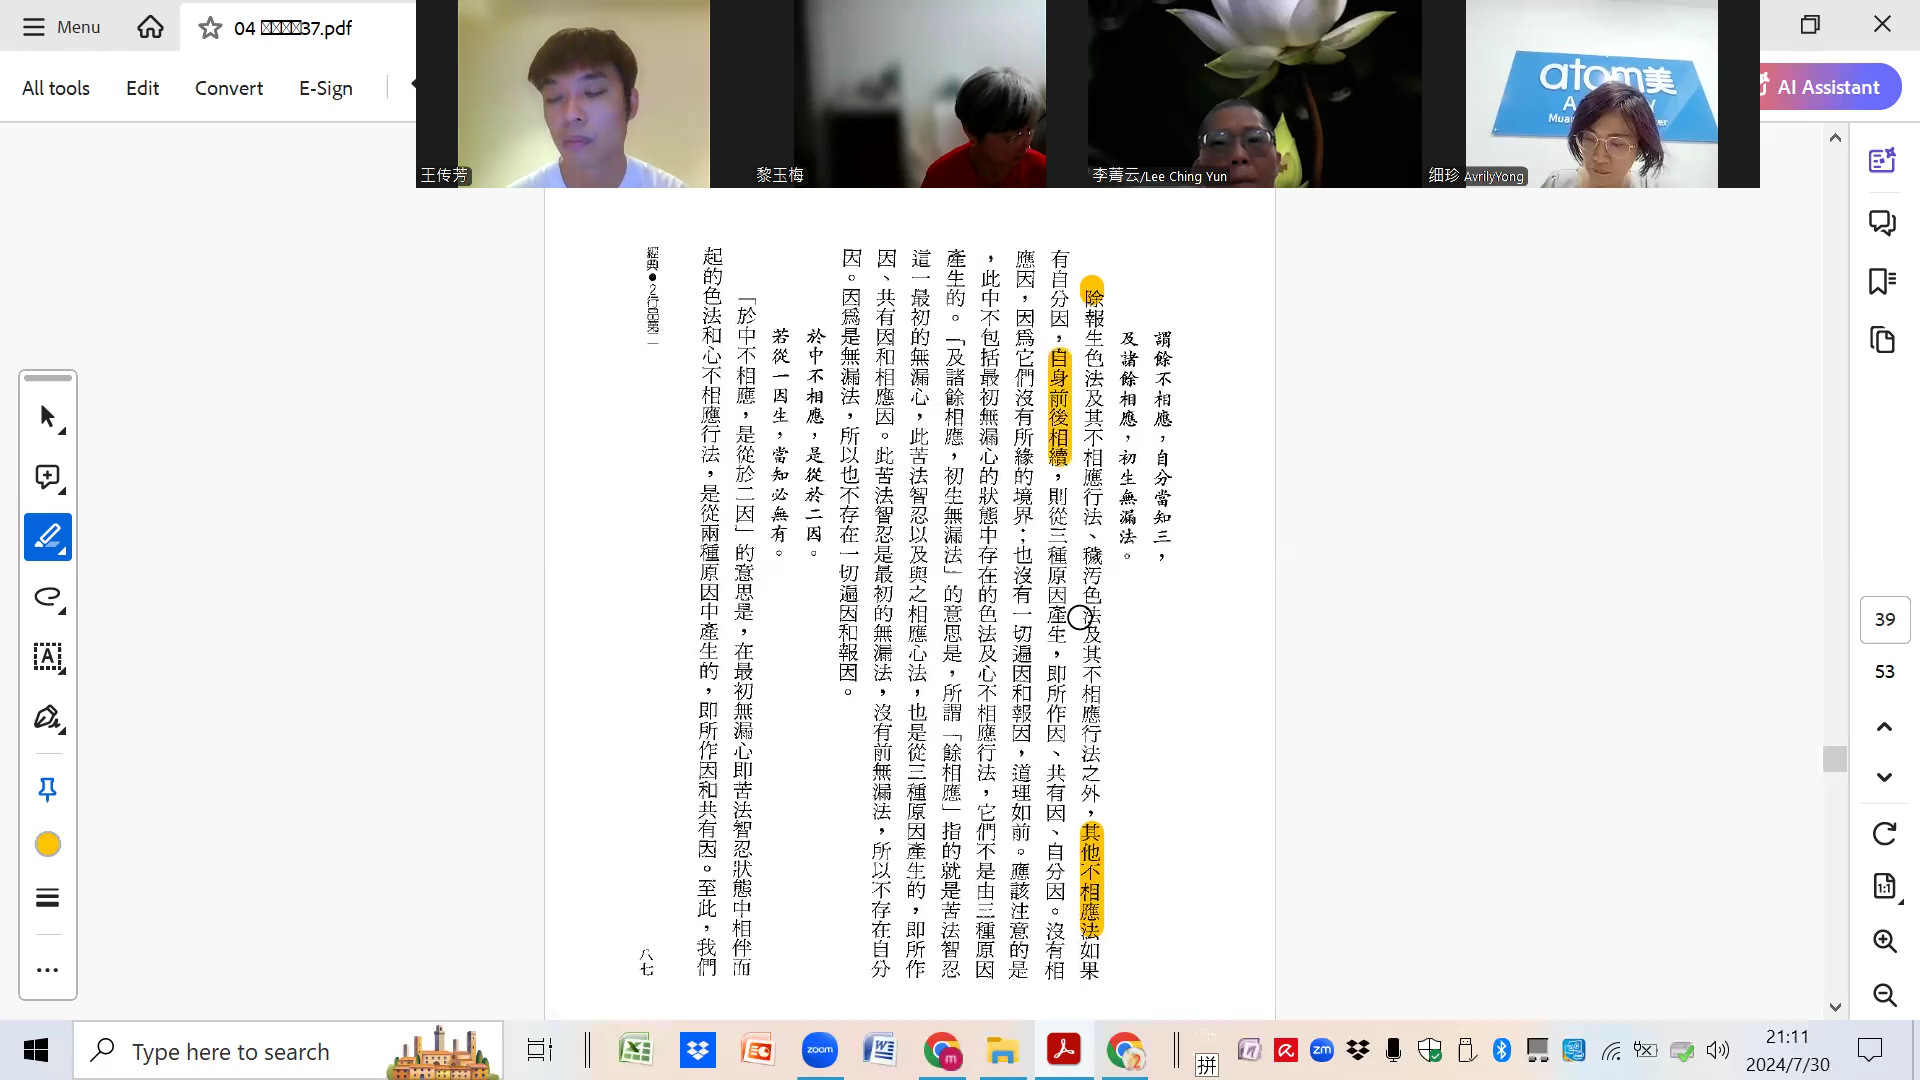 Menu
04 37.pdf
All tools
Edit
Convert
E-Sign
AI Assistant
王传芳
黎玉梅
李菁云/Lee Ching Yun
细珍 AvrilyYong
atom美
謂餘不相應，自分當知三，
及諸餘相應，初生無漏法。
除報生色法及其不相應行法、穢污色法及其不相應行法之外，其他不相應法如果
有自分因，自身前後相續，則從三種原因產生，即所作因、共有因、自分因。沒有相
應因，因爲它們沒有所緣的境界；也沒有一切遍因和報因，道理如前。應該注意的是
，此中不包括最初無漏心的狀態中存在的色法及心不相應行法，它們不是由三種原因
產生的。「及諸餘相應，初生無漏法」的意思是，所謂「餘相應」指的就是苦法智忍
這一最初的無漏心，此苦法智忍以及與之相應心法，也是從三種原因產生的，即所作
因、共有因和相應因。此苦法智忍是最初的無漏法，沒有前無漏法，所以不存在自分
因。因爲是無漏法，所以也不存在一切遍因和報因。
於中不相應，是從於二因。
若從一因生，當知必無有。
「於中不相應，是從於二因」的意思是，在最初無漏心即苦法智忍狀態中相伴而
起的色法和心不相應行法，是從兩種原因中產生的，即所作因和共有因。至此，我們
經典●2行品第二
八七
39
53
Type here to search
zoom
拼
21:11
2024/7/30